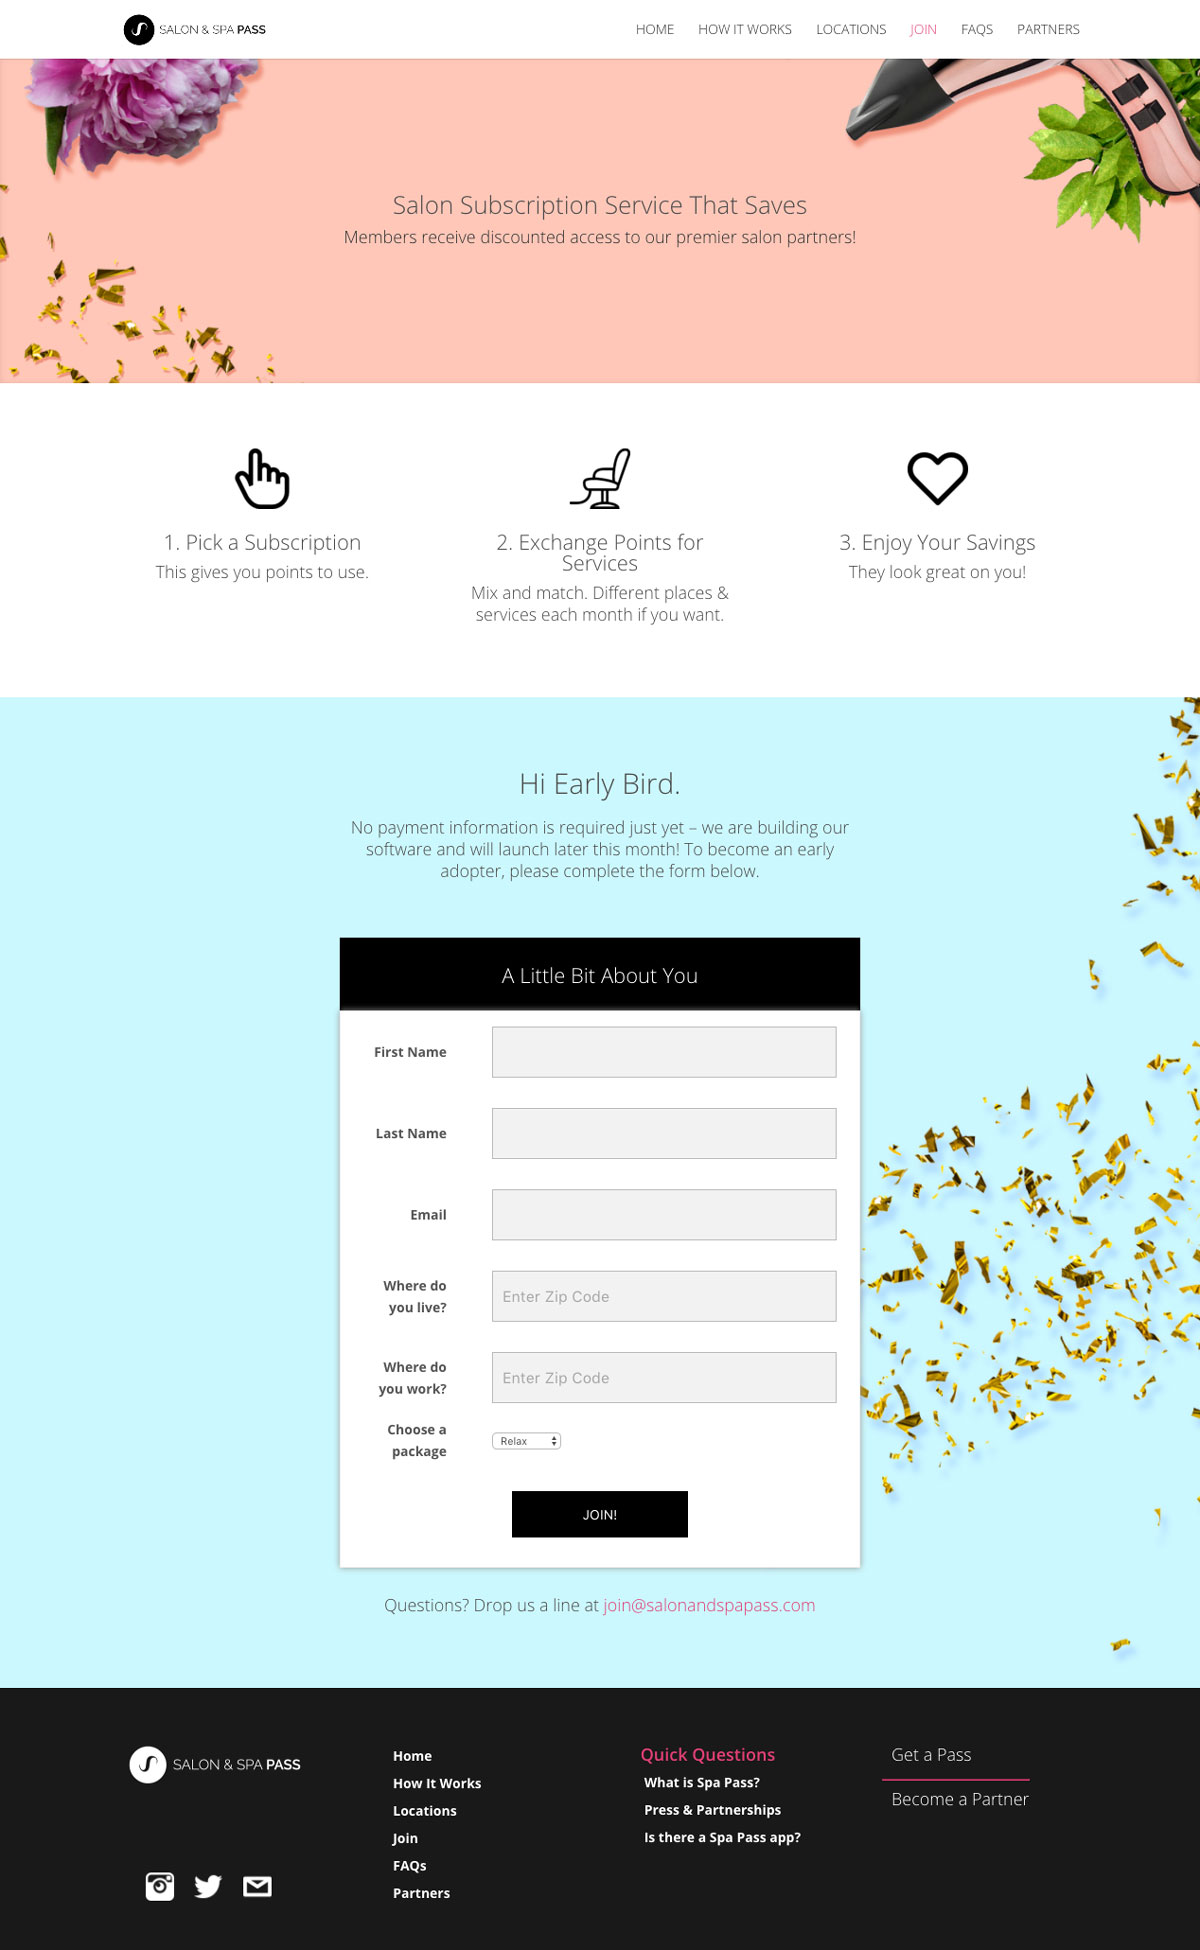 SALON & SPA PASS
HOME HOW IT WORKS LOCATIONS JOIN FAQS PARTNERS
Salon Subscription Service That Saves
Members receive discounted access to our premier salon partners!
1. Pick a Subscription
This gives you points to use.
2. Exchange Points for
Services
Mix and match. Different places &
services each month if you want.
3. Enjoy Your Savings
They look great on you!
Hi Early Bird.
No payment information is required just yet – we are building our
software and will launch later this month! To become an early
adopter, please complete the form below.
A Little Bit About You
First Name
Last Name
Email
Where do
you live?
Enter Zip Code
Where do
you work?
Enter Zip Code
Choose a
package
Relax
JOIN!
Questions? Drop us a line at join@salonandspapass.com
SALON & SPA PASS
Home
How It Works
Locations
Join
FAQs
Partners
Quick Questions
What is Spa Pass?
Press & Partnerships
Is there a Spa Pass app?
Get a Pass
Become a Partner